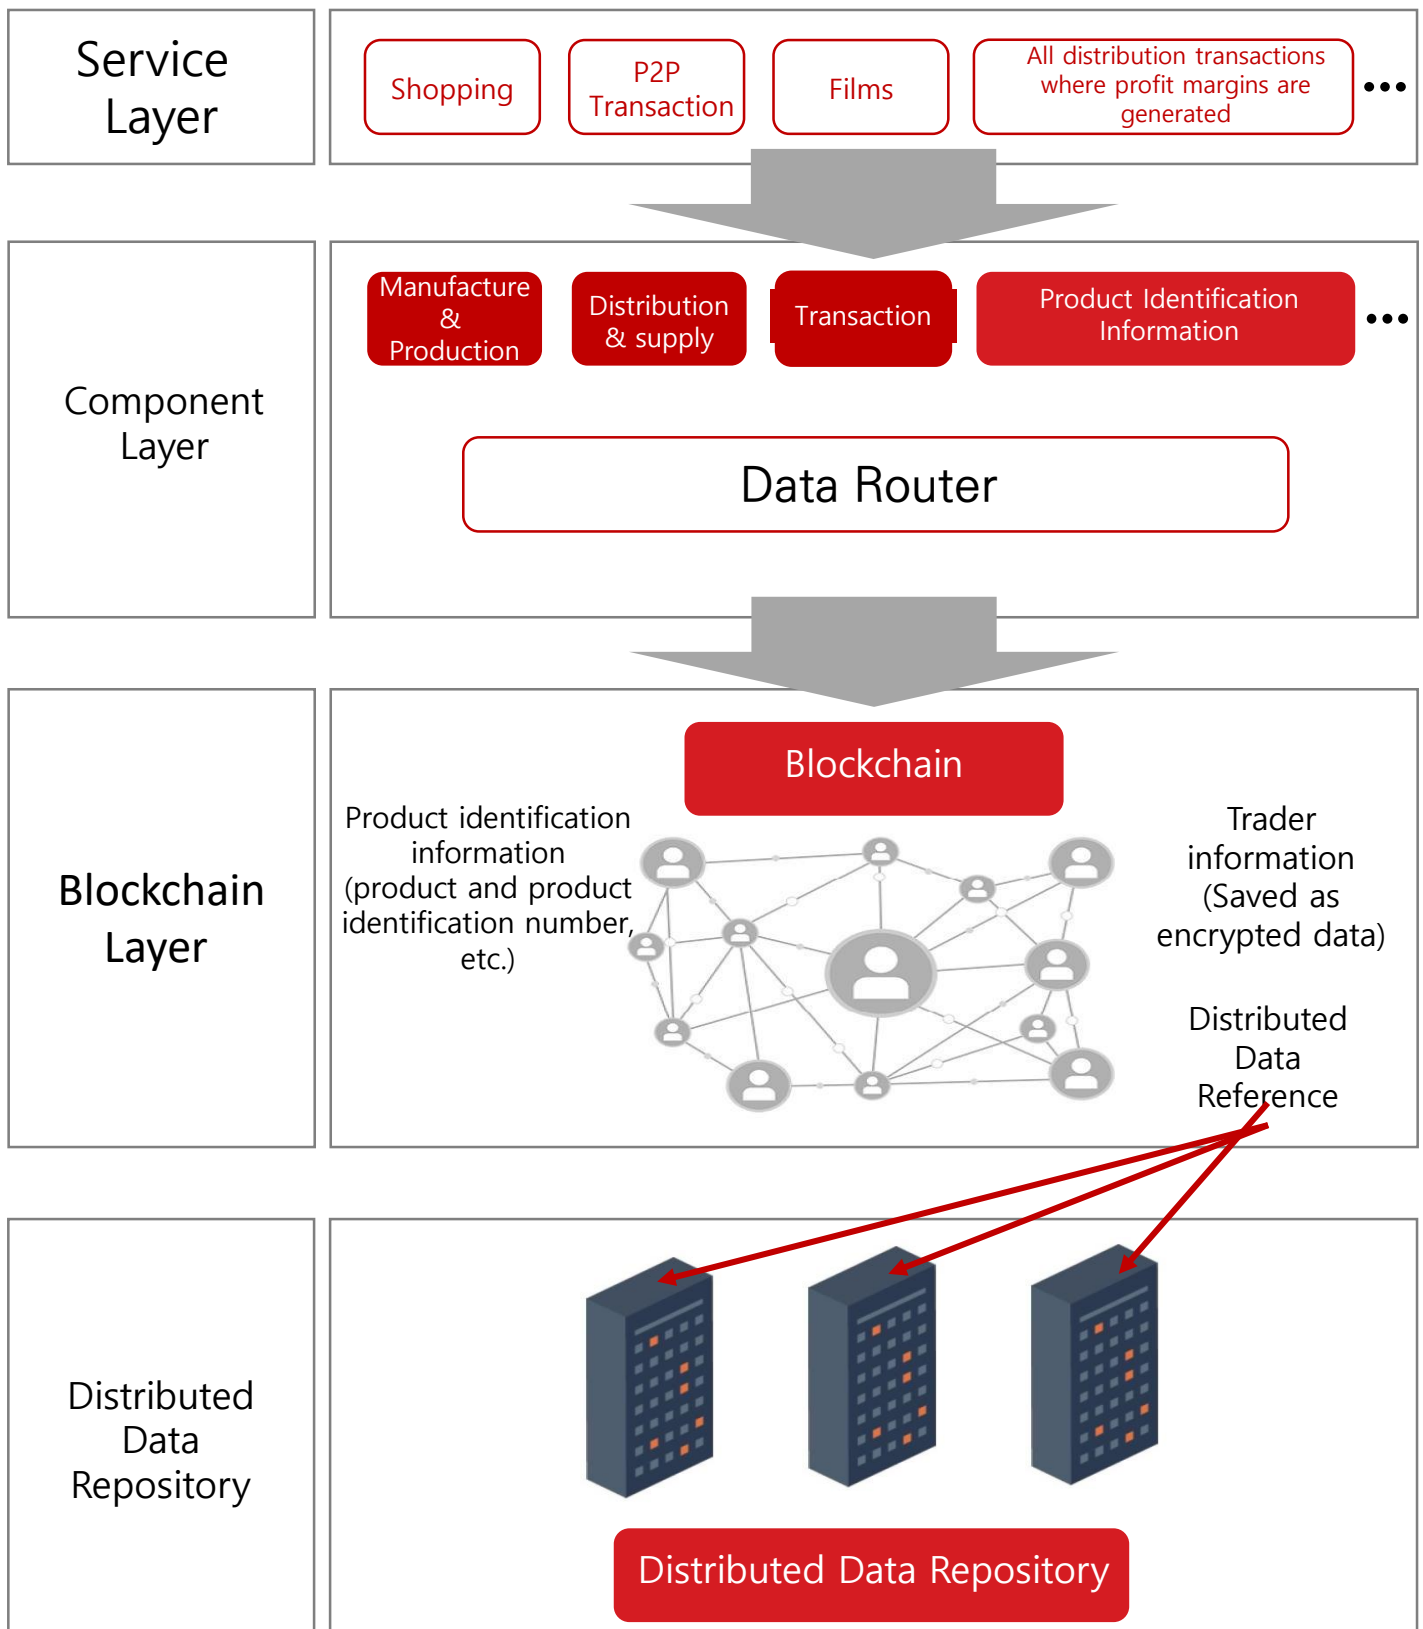 Service
Layer
Shopping
P2P
Transaction
Films
All distribution transactions
where profit margins are
generated
•••
Component
Layer
Manufacture
&
Production
Distribution
& supply
Transaction
Product Identification
Information
•••
Data Router
Blockchain
Layer
Blockchain
Product identification
information
(product and product
identification number,
etc.)
Trader
information
(Saved as
encrypted data)
Distributed
Data
Reference
Distributed
Data
Repository
Distributed Data Repository